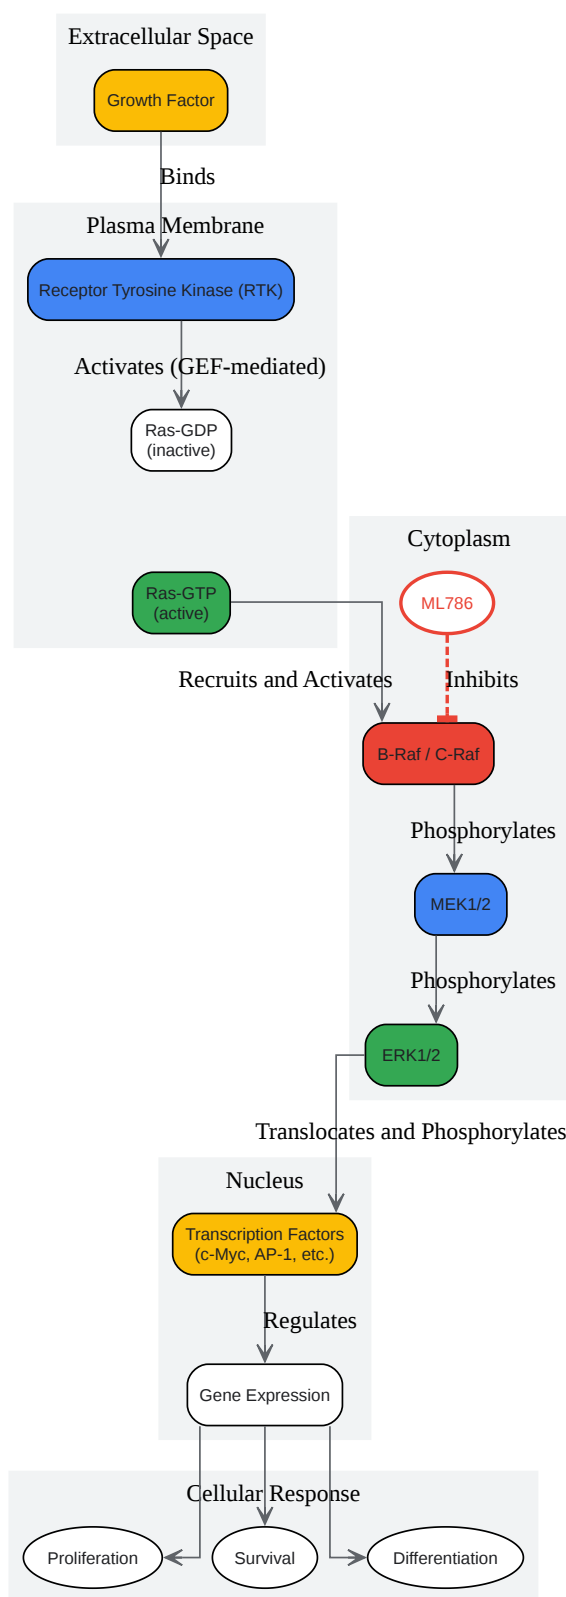 Extracellular Space
Growth Factor
Binds
Plasma Membrane
Receptor Tyrosine Kinase (RTK)
Activates (GEF-mediated)
Ras-GDP
(inactive)
Cytoplasm
Ras-GTP
(active)
ML786
Recruits and Activates
Inhibits
B-Raf / C-Raf
Phosphorylates
MEK1/2
Phosphorylates
ERK1/2
Translocates and Phosphorylates
Nucleus
Transcription Factors
(c-Myc, AP-1, etc.)
Regulates
Gene Expression
Cellular Response
Proliferation
Survival
Differentiation